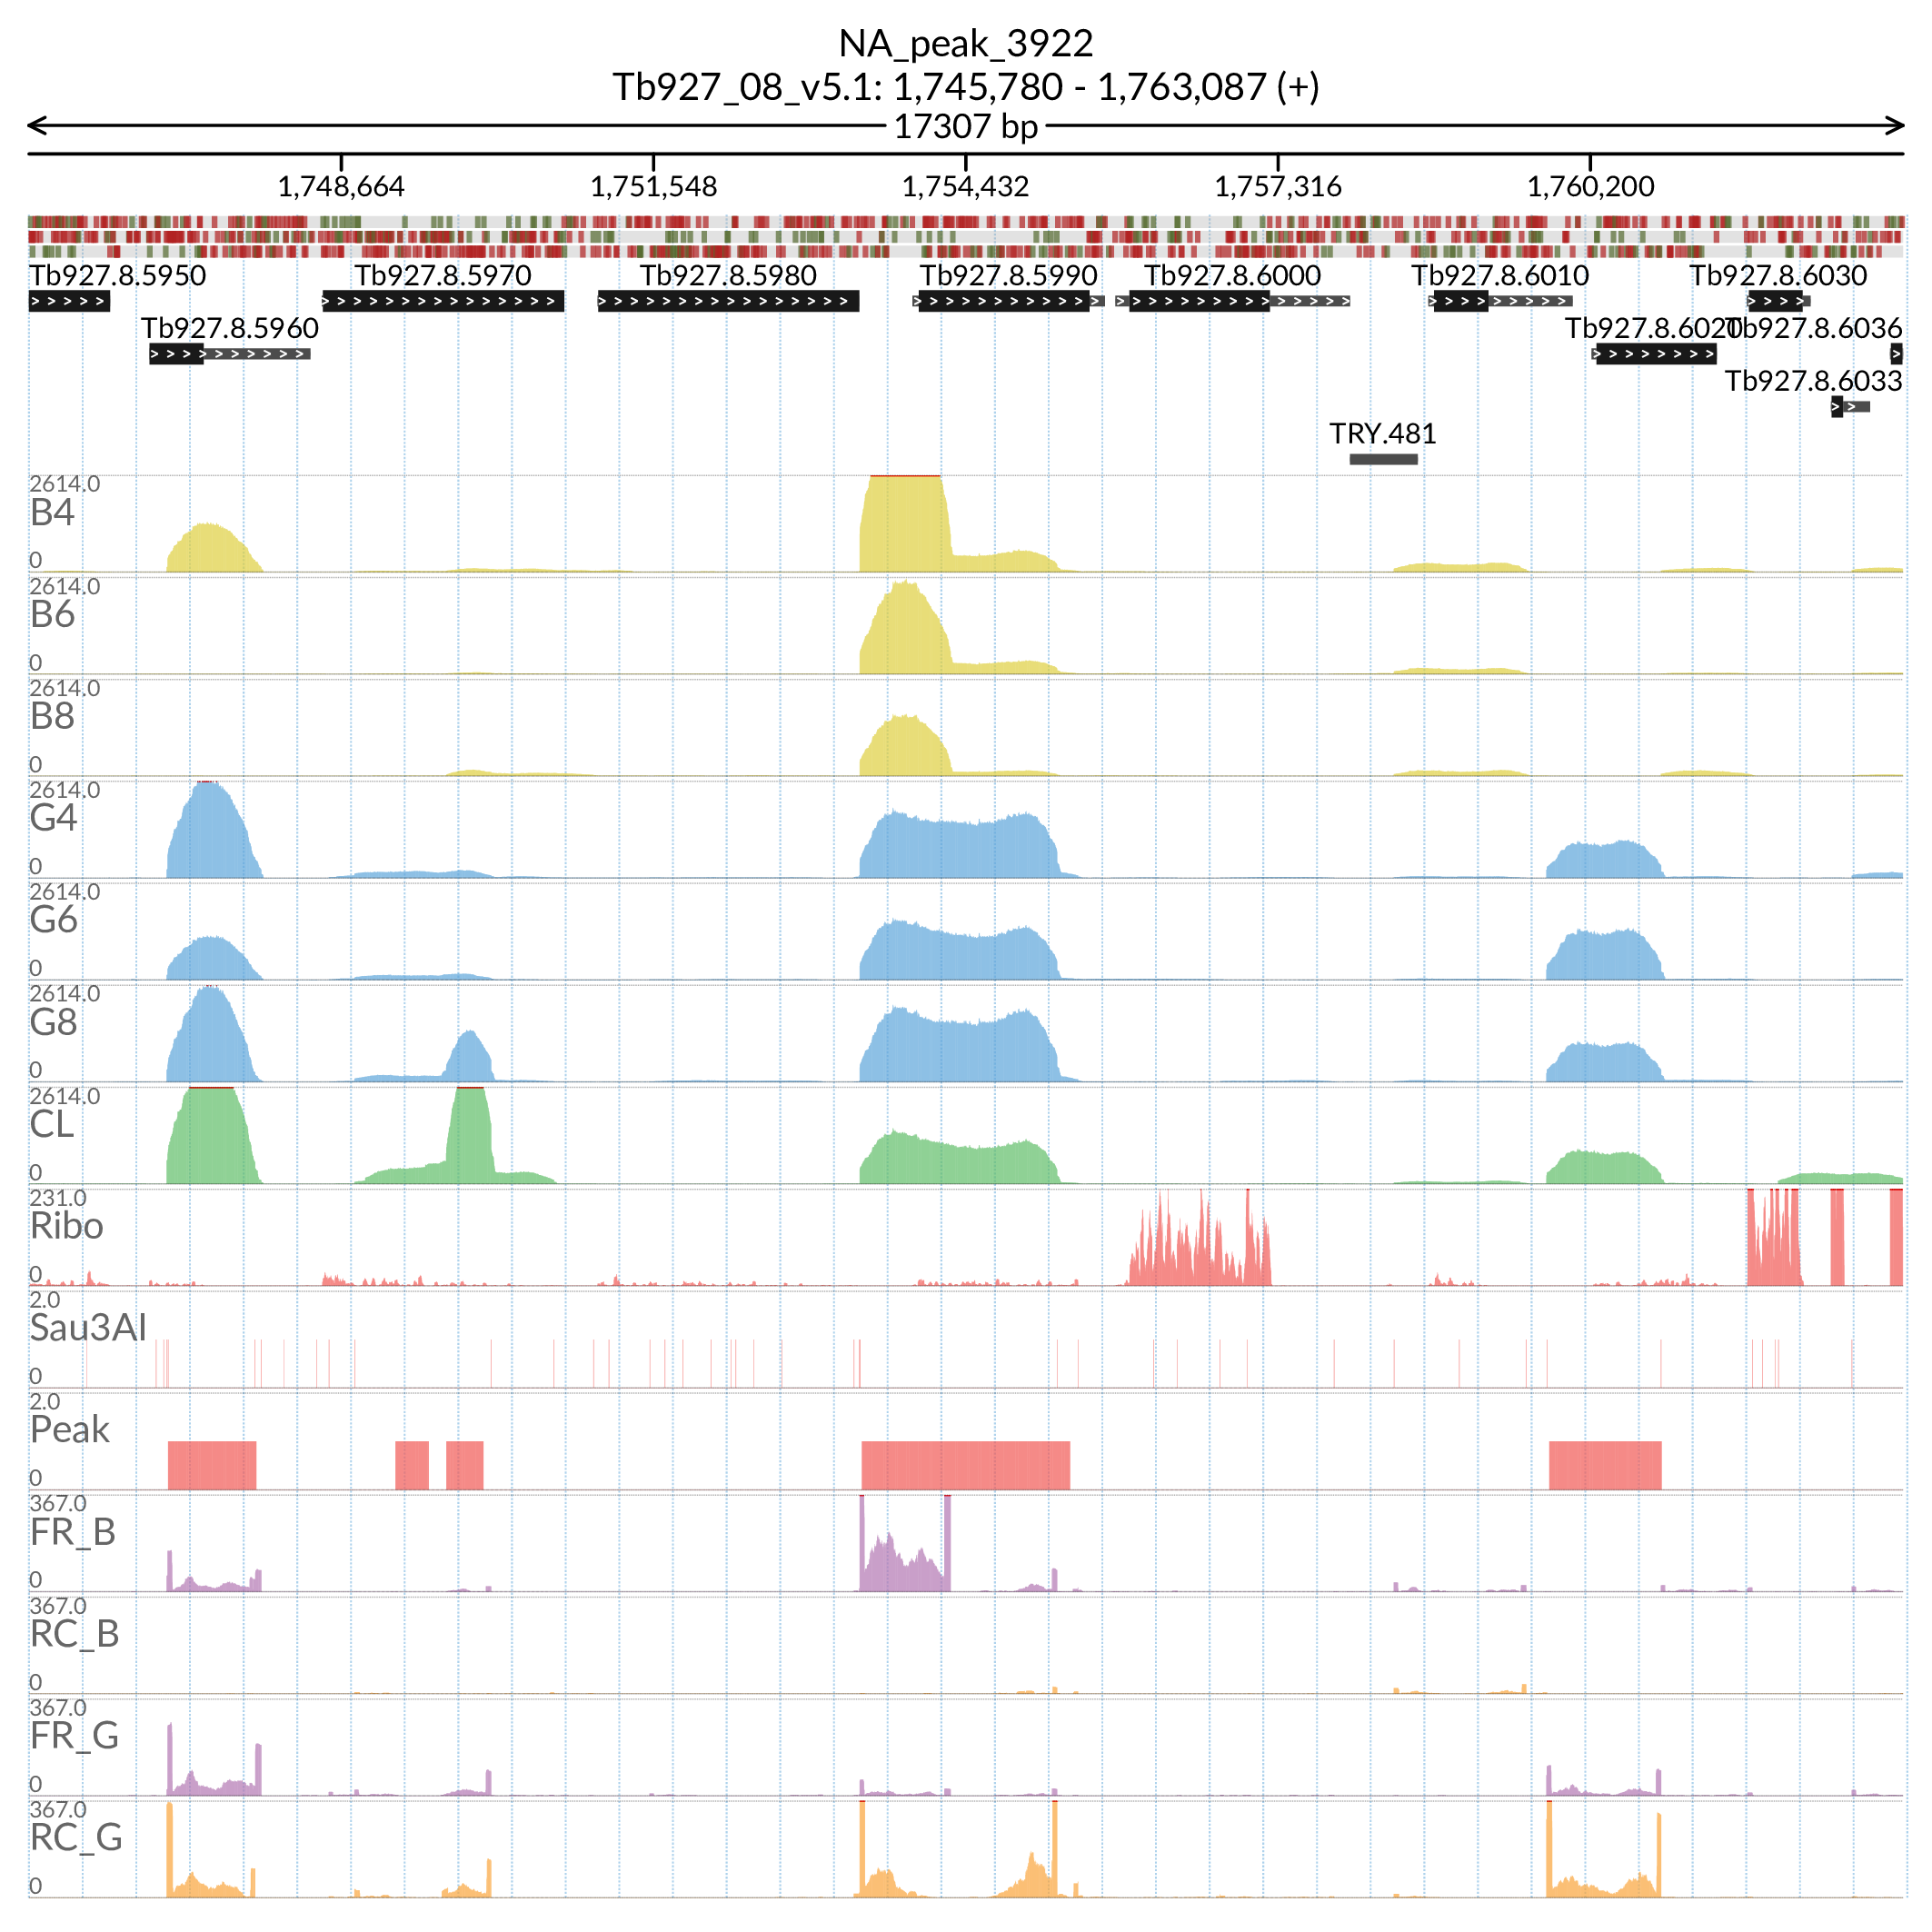 NA_peak_3922
Tb927_08_v5.1: 1,745,780 - 1,763,087 (+)
17307 bp
1,748,664 1,751,548 1,754,432 1,757,316 1,760,200
Tb927.8.5950 Tb927.8.5970 Tb927.8.5980 Tb927.8.5990 Tb927.8.6000 Tb927.8.6010 Tb927.8.6030
Tb927.8.5960 Tb927.8.6020 Tb927.8.6036
Tb927.8.6033
TRY.481
2614.0
B4
0
2614.0
B6
0
2614.0
B8
0
2614.0
G4
0
2614.0
G6
0
2614.0
G8
0
2614.0
CL
0
231.0
Ribo
0
2.0
Sau3AI
0
2.0
Peak
0
367.0
FR_B
0
367.0
RC_B
0
367.0
FR_G
0
367.0
RC_G
0